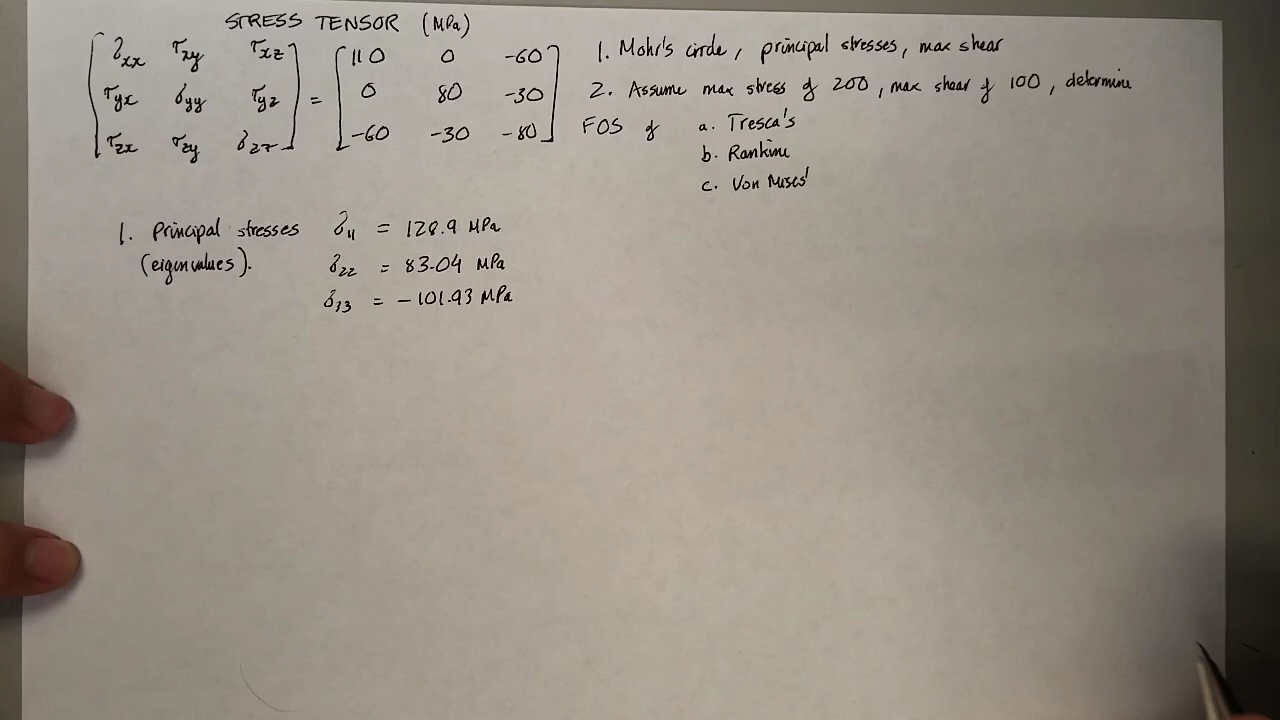 STRESS TENSOR (MPa)
σxx τxy τxz 110 0 -60
τyx σyy τyz = 0 80 -30
τzx τzy σzz -60 -30 -80
1. Mohr's circle, principal stresses, max shear
2. Assume max stress of 200, max shear of 100, determine
FOS of a. Tresca's
b. Rankine
c. Von Mises'
1. Principal stresses σ11 = 128.9 MPa
(eigenvalues). σ22 = 83.04 MPa
σ33 = -101.93 MPa